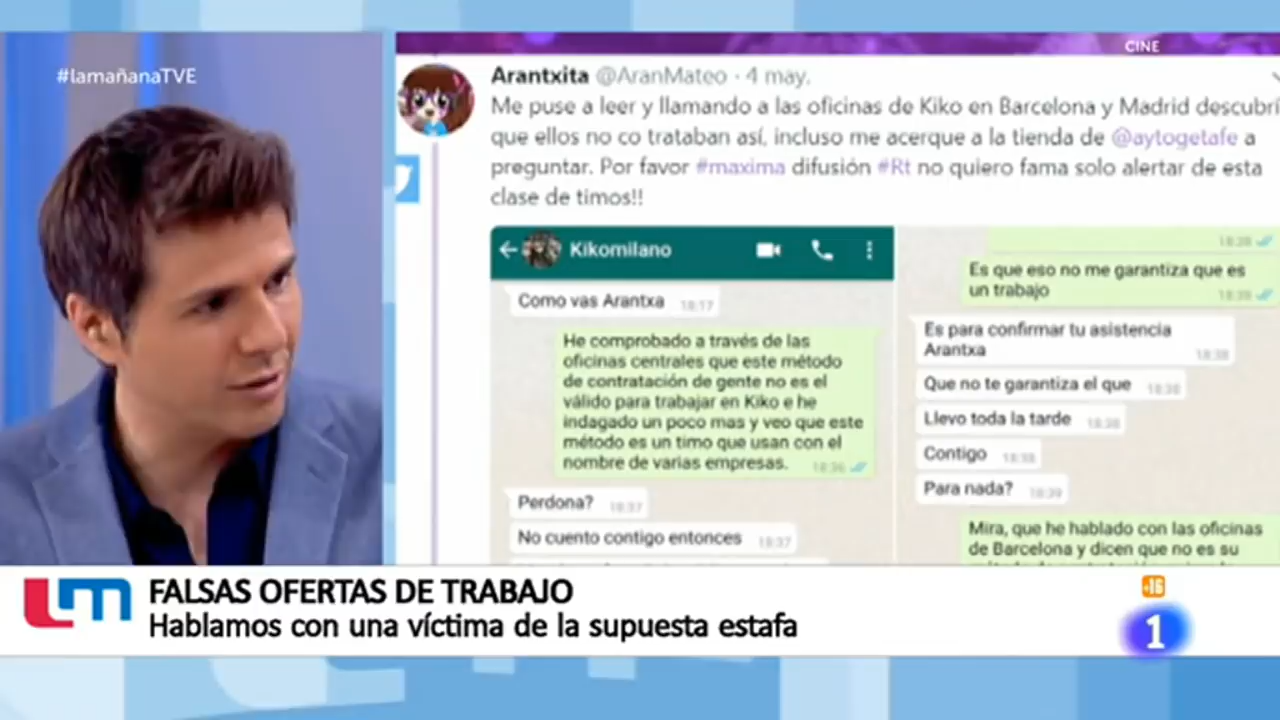 #lamañanaTVE
CINE
Arantxita @AranMateo · 4 may.
Me puse a leer y llamando a las oficinas de Kiko en Barcelona y Madrid descubrí
que ellos no co trataban así, incluso me acerque a la tienda de @aytogetafe a
preguntar. Por favor #maxima difusión #Rt no quiero fama solo alertar de esta
clase de timos!!
Kikomilano
Como vas Arantxa 18:17
He comprobado a través de las
oficinas centrales que este método
de contratación de gente no es el
válido para trabajar en Kiko e he
indagado un poco mas y veo que este
método es un timo que usan con el
nombre de varias empresas. 18:36
Perdona? 18:37
No cuento contigo entonces 18:37
18:38
Es que eso no me garantiza que es
un trabajo 18:38
Es para confirmar tu asistencia
Arantxa 18:38
Que no te garantiza el que 18:38
Llevo toda la tarde 18:38
Contigo 18:38
Para nada? 18:39
Mira, que he hablado con las oficinas
de Barcelona y dicen que no es su
LM FALSAS OFERTAS DE TRABAJO
Hablamos con una víctima de la supuesta estafa
+16
1